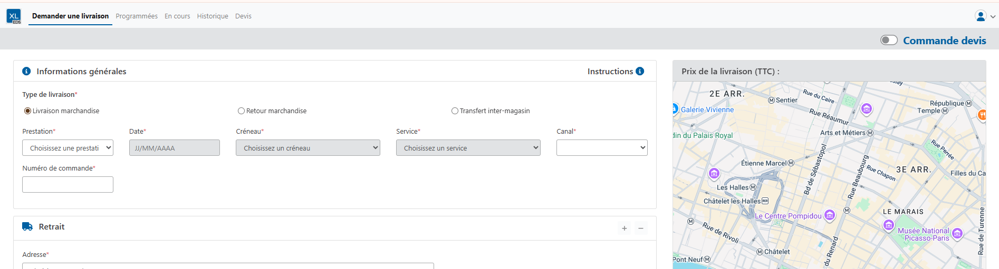 XL
EDS
Demander une livraison
Programmées
En cours
Historique
Devis
Commande devis
Informations générales
Instructions
Type de livraison*
Livraison marchandise
Retour marchandise
Transfert inter-magasin
Prestation*
Date*
Créneau*
Service*
Canal*
Choisissez une prestati
JJ/MM/AAAA
Choisissez un créneau
Choisissez un service
Numéro de commande*
Retrait
+ −
Adresse*
Prix de la livraison (TTC) :
2E ARR.
Sentier
Rue du Caire
République
Temple
Galerie Vivienne
Rue Réaumur
Arts et Métiers
din du Palais Royal
Rue Perrée
Étienne Marcel
Bd de Sébastopol
Rue Beaubourg
Rue Chapon
3E ARR.
Filles du Ca
Les Halles
Châtelet les Halles
RER
Le Centre Pompidou
LE MARAIS
Rue de Rivoli
Musée National
Picasso-Paris
Rue de Turenne
Châtelet
du Renard
Pont Neuf